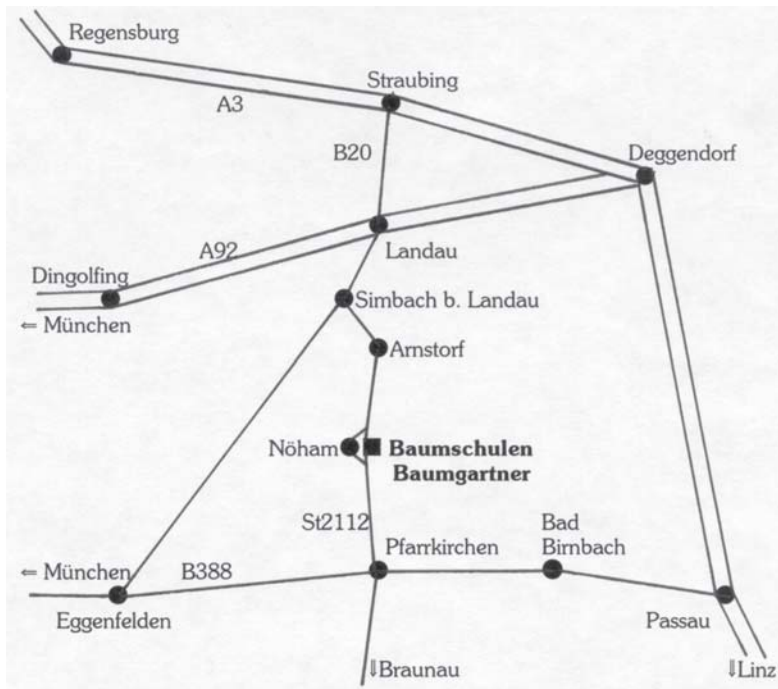 Regensburg
Straubing
A3
B20
Deggendorf
A92
Landau
Dingolfing
⇐ München
Simbach b. Landau
Arnstorf
Nöham
Baumschulen
Baumgartner
St2112
Pfarrkirchen
Bad
Birnbach
⇐ München
B388
Eggenfelden
Passau
⇓Braunau
⇓Linz